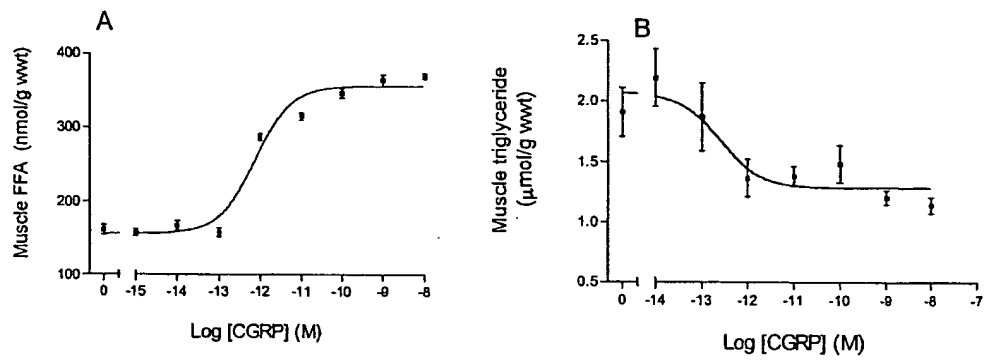 A
Muscle FFA (nmol/g wwt)
400
300
200
100
0 -15 -14 -13 -12 -11 -10 -9 -8
Log [CGRP] (M)
B
Muscle triglyceride
(μmol/g wwt)
2.5
2.0
1.5
1.0
0.5
0 -14 -13 -12 -11 -10 -9 -8 -7
Log [CGRP] (M)